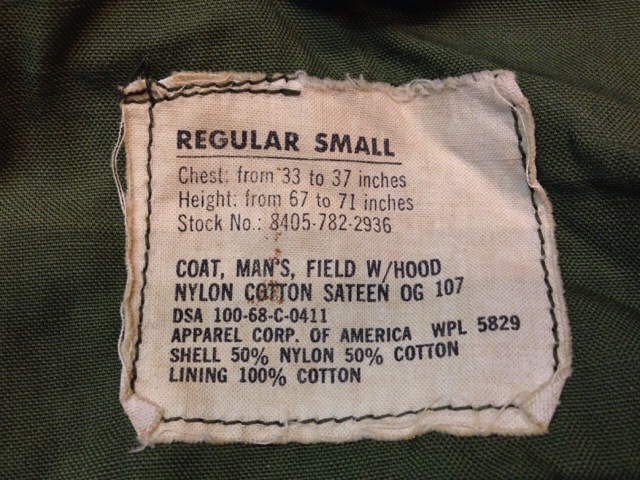 REGULAR SMALL
Chest: from 33 to 37 inches
Height: from 67 to 71 inches
Stock No.: 8405-782-2936
COAT, MAN'S, FIELD W/HOOD
NYLON COTTON SATEEN OG 107
DSA 100-68-C-0411
APPAREL CORP. OF AMERICA WPL 5829
SHELL 50% NYLON 50% COTTON
LINING 100% COTTON